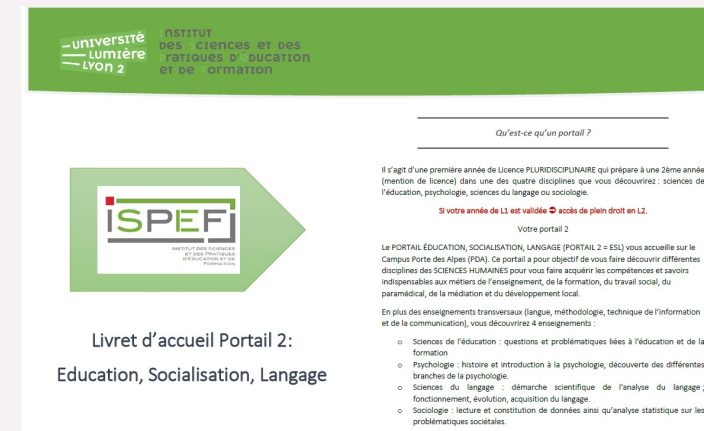 UNIVERSITÉ
LUMIÈRE
LYON 2
INSTITUT
DES SCIENCES ET DES
PRATIQUES D'ÉDUCATION
ET DE FORMATION
ISPEF
INSTITUT DES SCIENCES
ET DES PRATIQUES
D'ÉDUCATION ET DE
FORMATION
Livret d'accueil Portail 2:
Education, Socialisation, Langage
Qu'est-ce qu'un portail ?
Il s'agit d'une première année de Licence PLURIDISCIPLINAIRE qui prépare à une 2ème année
(mention de licence) dans une des quatre disciplines que vous découvrirez : sciences de
l'éducation, psychologie, sciences du langage ou sociologie.
Si votre année de L1 est validée ➲ accès de plein droit en L2.
Votre portail 2
Le PORTAIL ÉDUCATION, SOCIALISATION, LANGAGE (PORTAIL 2 = ESL) vous accueille sur le
Campus Porte des Alpes (PDA). Ce portail a pour objectif de vous faire découvrir différentes
disciplines des SCIENCES HUMAINES pour vous faire acquérir les compétences et savoirs
indispensables aux métiers de l'enseignement, de la formation, du travail social, du
paramédical, de la médiation et du développement local.
En plus des enseignements transversaux (langue, méthodologie, technique de l'information
et de la communication), vous découvrirez 4 enseignements :
o Sciences de l'éducation : questions et problématiques liées à l'éducation et de la
formation
o Psychologie : histoire et introduction à la psychologie, découverte des différentes
branches de la psychologie.
o Sciences du langage : démarche scientifique de l'analyse du langage ;
fonctionnement, évolution, acquisition du langage.
o Sociologie : lecture et constitution de données ainsi qu'analyse statistique sur les
problématiques sociétales.